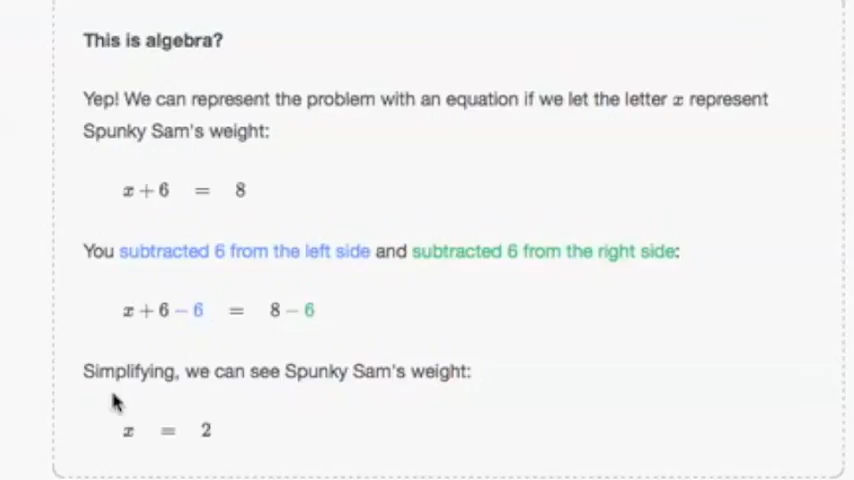 This is algebra?
Yep! We can represent the problem with an equation if we let the letter x represent
Spunky Sam's weight:
x + 6 = 8
You subtracted 6 from the left side and subtracted 6 from the right side:
x + 6 − 6 = 8 − 6
Simplifying, we can see Spunky Sam's weight:
x = 2